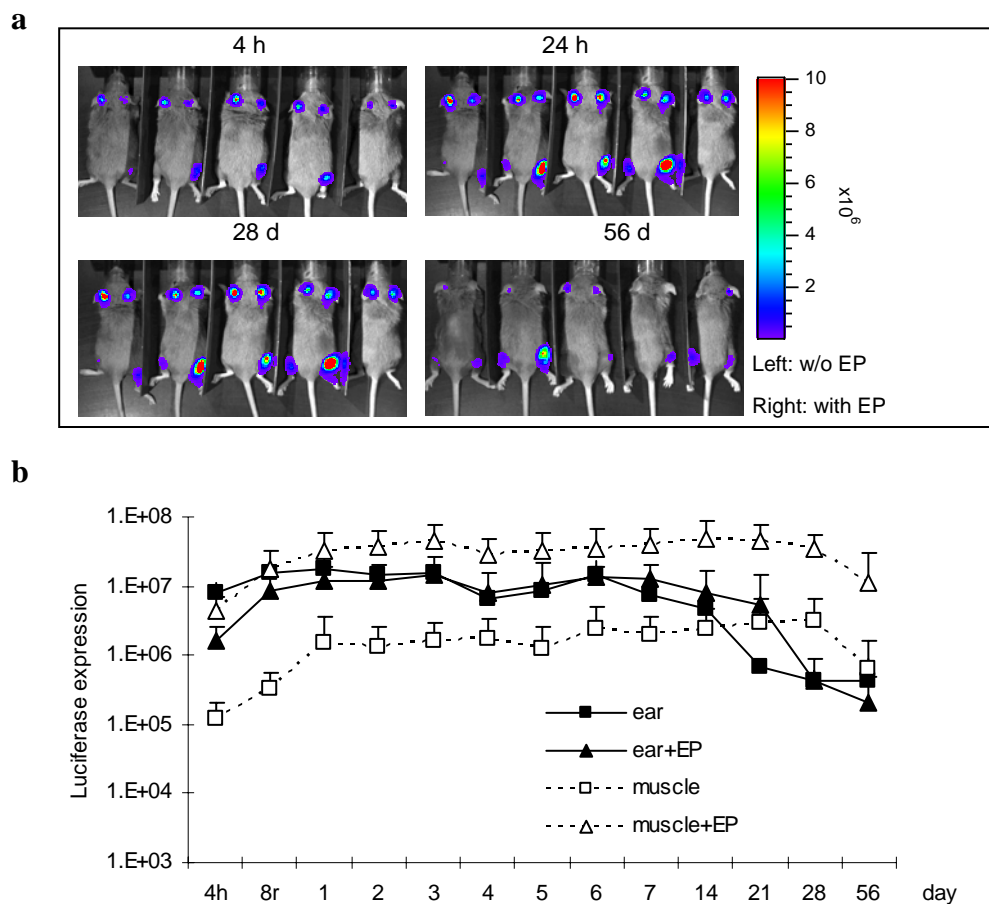 a
4 h
24 h
10
8
6
4
2
x10⁶
28 d
56 d
Left: w/o EP
Right: with EP
b
Luciferase expression
1.E+08
1.E+07
1.E+06
1.E+05
1.E+04
1.E+03
ear
ear+EP
muscle
muscle+EP
4h 8r 1 2 3 4 5 6 7 14 21 28 56 day